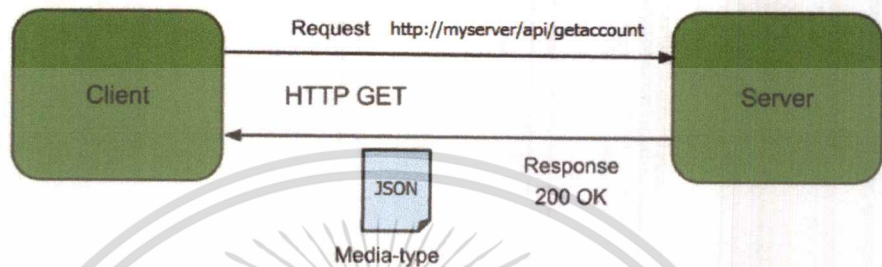 Request http://myserver/api/getaccount
Client
HTTP GET
Server
JSON
Response
200 OK
Media-type